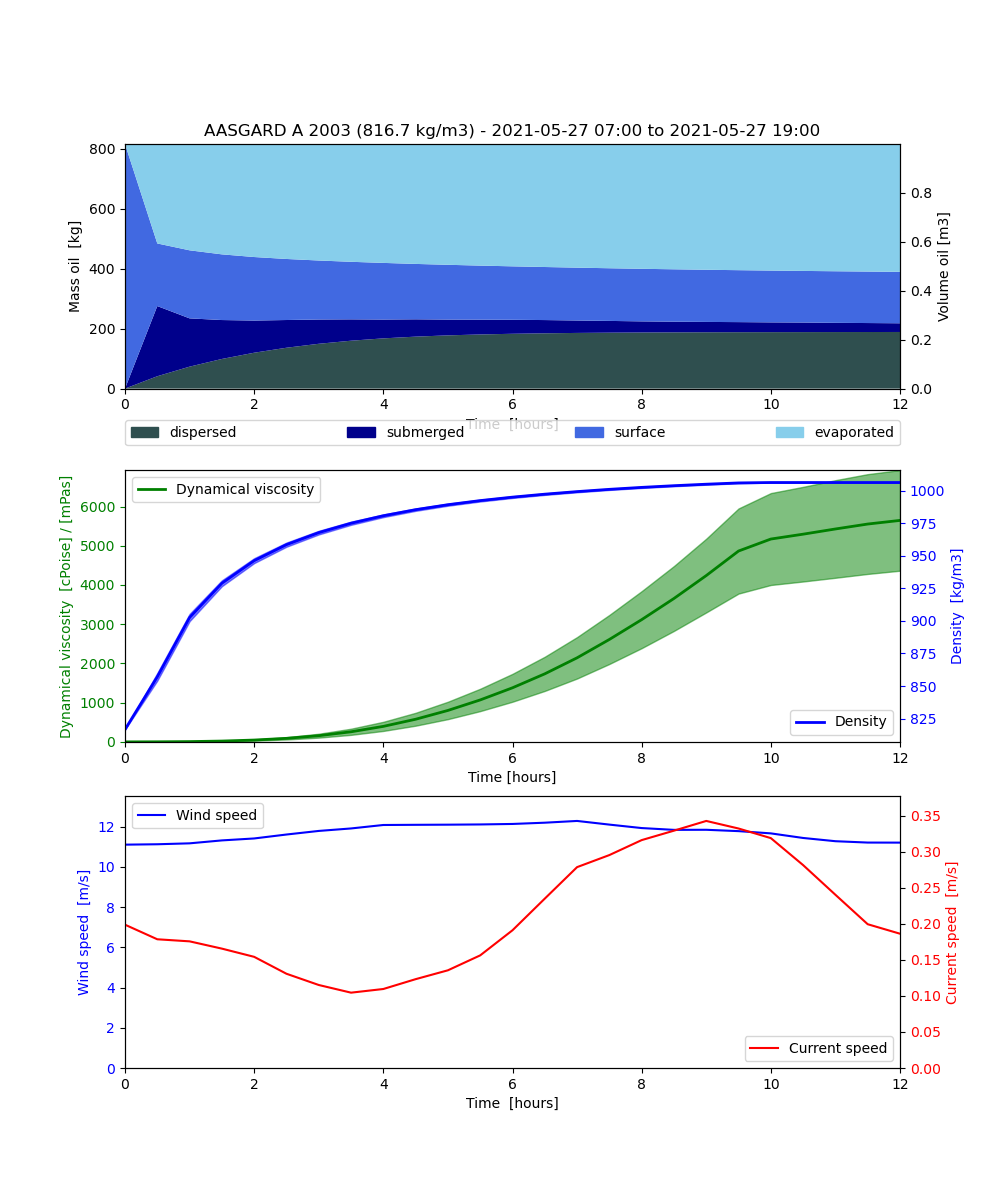 AASGARD A 2003 (816.7 kg/m3) - 2021-05-27 07:00 to 2021-05-27 19:00
Mass oil  [kg]
800
600
400
200
0
0.8
0.6
0.4
0.2
0.0
Volume oil [m3]
0 2 4 6 8 10 12
Time  [hours]
dispersed submerged surface evaporated
Dynamical viscosity  [cPoise] / [mPas]
6000
5000
4000
3000
2000
1000
0
Dynamical viscosity
1000
975
950
925
900
875
850
825
Density  [kg/m3]
Density
0 2 4 6 8 10 12
Time [hours]
Wind speed  [m/s]
12
10
8
6
4
2
0
Wind speed
0.35
0.30
0.25
0.20
0.15
0.10
0.05
0.00
Current speed  [m/s]
Current speed
0 2 4 6 8 10 12
Time  [hours]